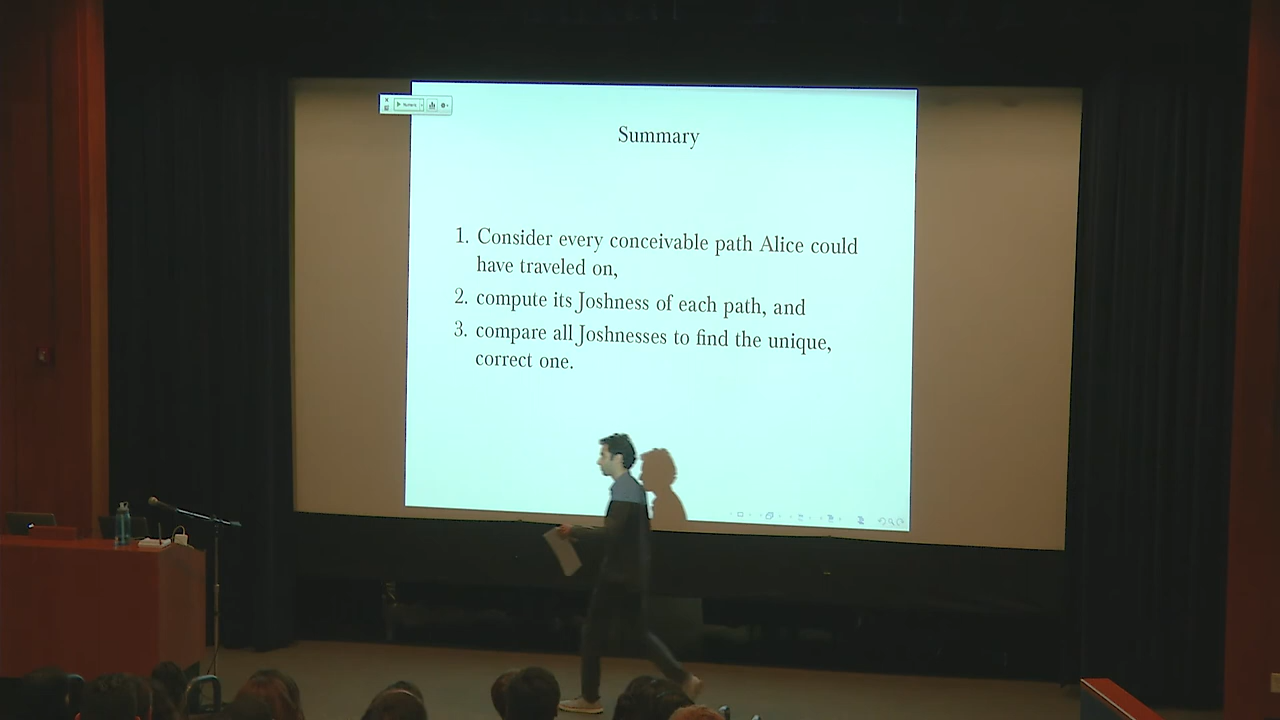 Summary
1. Consider every conceivable path Alice could
have traveled on,
2. compute its Joshness of each path, and
3. compare all Joshnesses to find the unique,
correct one.